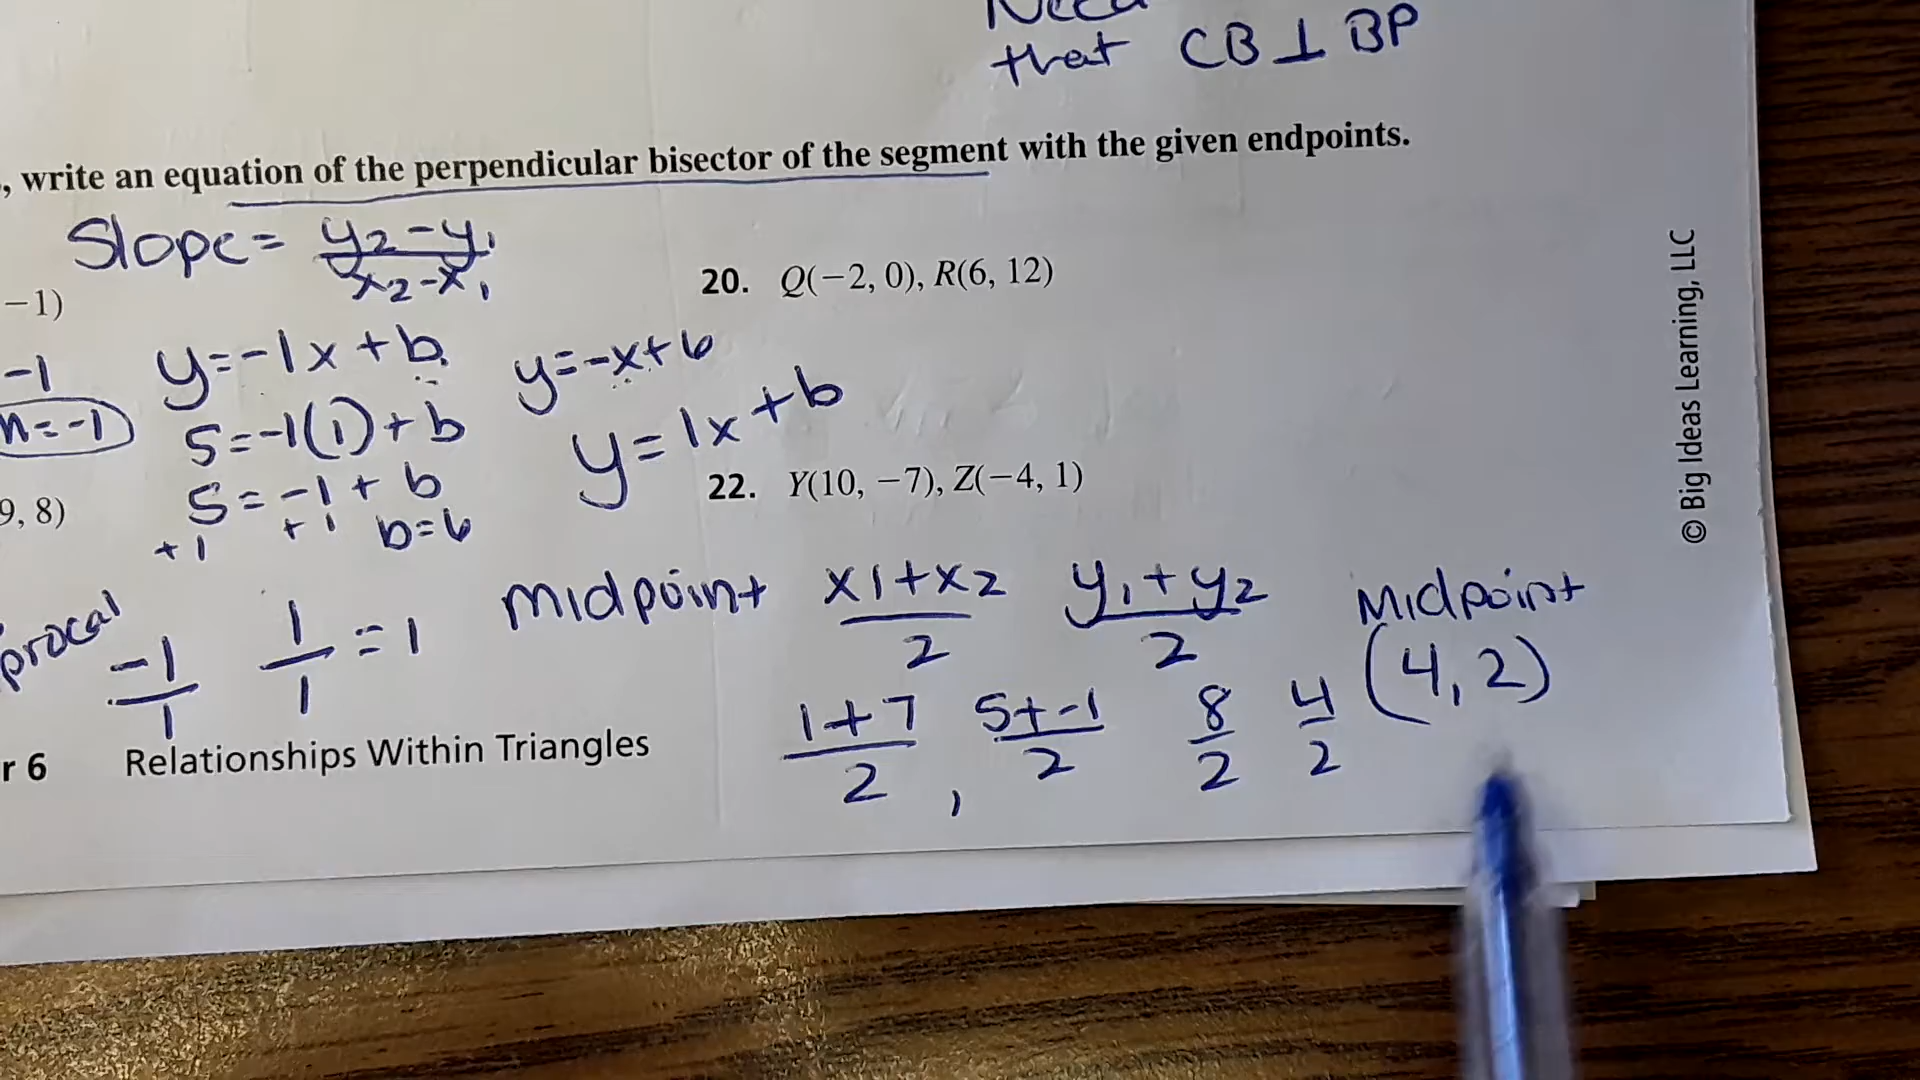 that CB ⊥ BP
, write an equation of the perpendicular bisector of the segment with the given endpoints.
Slope = y2-y1
x2-x1
-1)
20. Q(−2, 0), R(6, 12)
-1
y=-1x+b
y=-x+6
m=-1
5=-1(1)+b
y=1x+b
9, 8)
5=-1+b
+1 +1 b=6
22. Y(10, −7), Z(−4, 1)
procal
-1/1
1/1 = 1
Midpoint x1+x2/2 y1+y2/2
Midpoint
(4,2)
1+7/2 , 5+-1/2 8/2 4/2
r 6 Relationships Within Triangles
© Big Ideas Learning, LLC